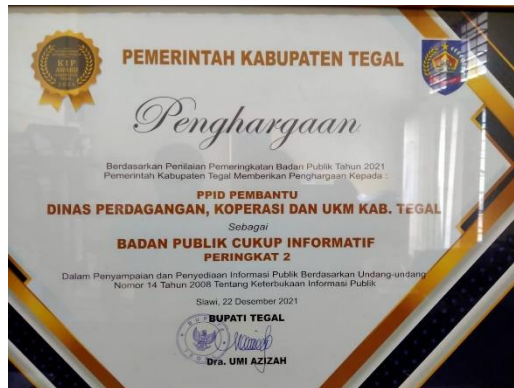 KIP
AWARD
PEMERINTAH KABUPATEN TEGAL
Penghargaan
Berdasarkan Penilaian Pemeringkatan Badan Publik Tahun 2021
Pemerintah Kabupaten Tegal Memberikan Penghargaan Kepada :
PPID PEMBANTU
DINAS PERDAGANGAN, KOPERASI DAN UKM KAB. TEGAL
Sebagai
BADAN PUBLIK CUKUP INFORMATIF
PERINGKAT 2
Dalam Penyampaian dan Penyediaan Informasi Publik Berdasarkan Undang-undang
Nomor 14 Tahun 2008 Tentang Keterbukaan Informasi Publik
Slawi, 22 Desember 2021
BUPATI TEGAL
Dra. UMI AZIZAH